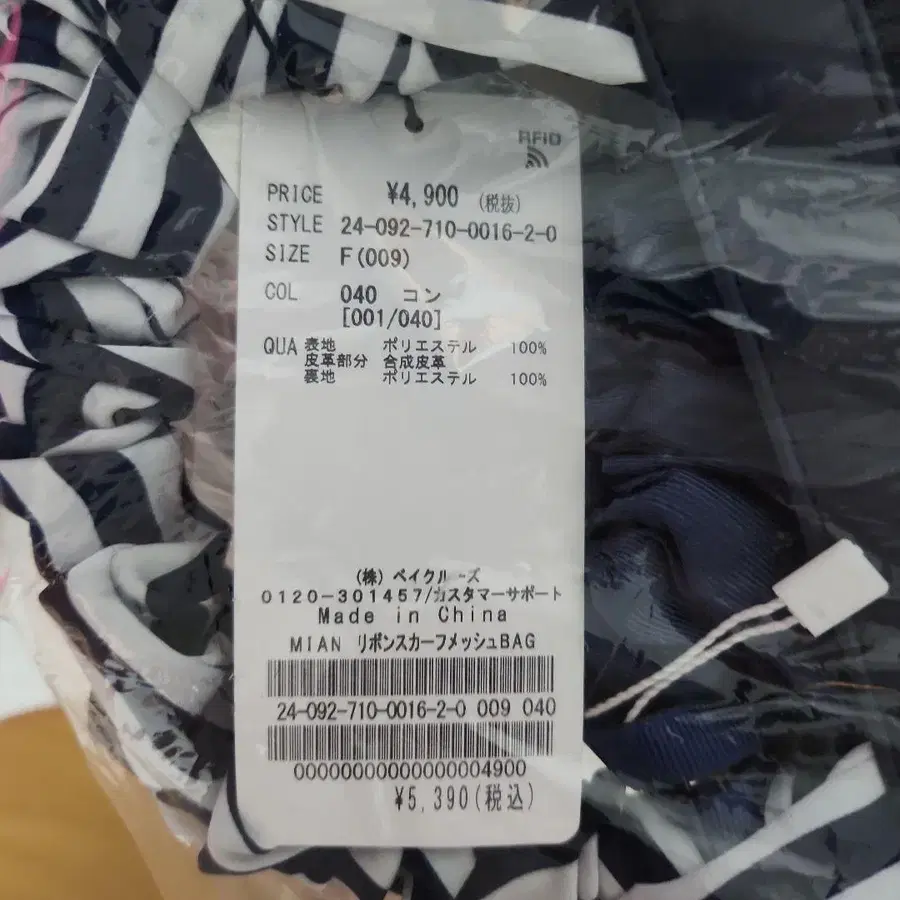 RFID
PRICE ¥4,900 (税抜)
STYLE 24-092-710-0016-2-0
SIZE F(009)
COL 040 コン
[001/040]
QUA 表地 ポリエステル 100%
皮革部分 合成皮革
裏地 ポリエステル 100%
(株) ベイクルーズ
0120-301457/カスタマーサポート
Made in China
MIAN リボンスカーフメッシュBAG
24-092-710-0016-2-0 009 040
000000000000000004900
¥5,390(税込)